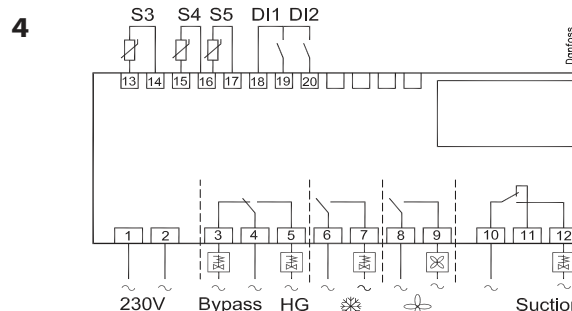 4
S3 S4 S5 DI1 DI2
Danfoss
13 14 15 16 17 18 19 20
1 2 3 4 5 6 7 8 9 10 11 12
230V Bypass HG Suction